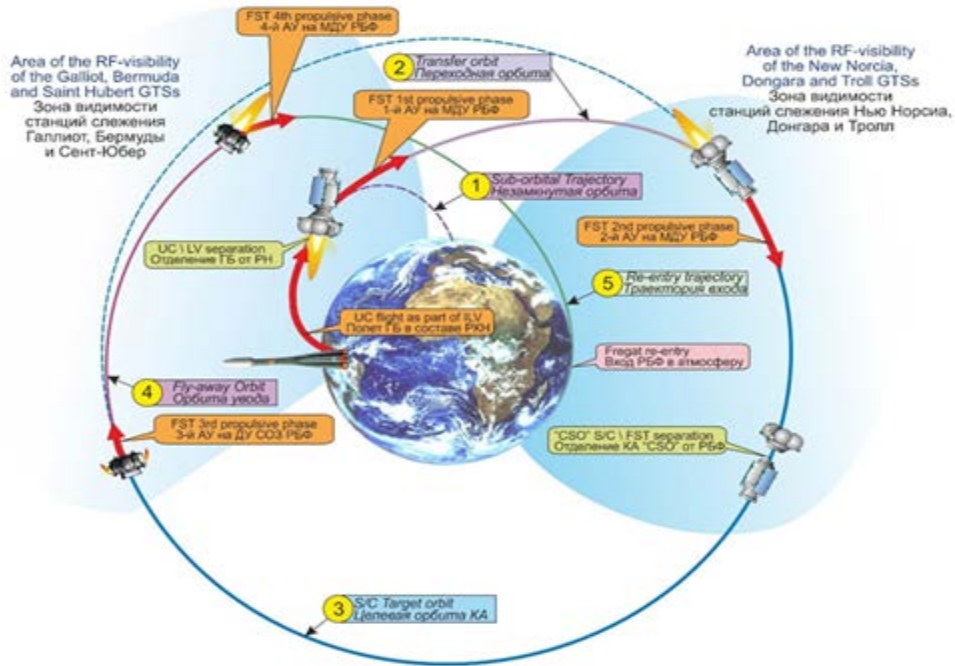 FST 4th propulsive phase
4-й АУ на МДУ РБФ
Area of the RF-visibility
of the Galliot, Bermuda
and Saint Hubert GTSs
Зона видимости
станций слежения
Галлиот, Бермуды
и Сент-Юбер
2
Transfer orbit
Переходная орбита
Area of the RF-visibility
of the New Norcia,
Dongara and Troll GTSs
Зона видимости
станций слежения Нью Норсиа,
Донгара и Тролл
FST 1st propulsive phase
1-й АУ на МДУ РБФ
1
Sub-orbital Trajectory
Незамкнутая орбита
UC \ LV separation
Отделение ГБ от РН
FST 2nd propulsive phase
2-й АУ на МДУ РБФ
5
Re-entry trajectory
Траектория входа
UC flight as part of ILV
Полет ГБ в составе РКН
Fregat re-entry
Вход РБФ в атмосферу
4
Fly-away Orbit
Орбита увода
FST 3rd propulsive phase
3-й АУ на ДУ СОЗ РБФ
"CSO" S/C \ FST separation
Отделение КА "CSO" от РБФ
3
S/C Target orbit
Целевая орбита КА